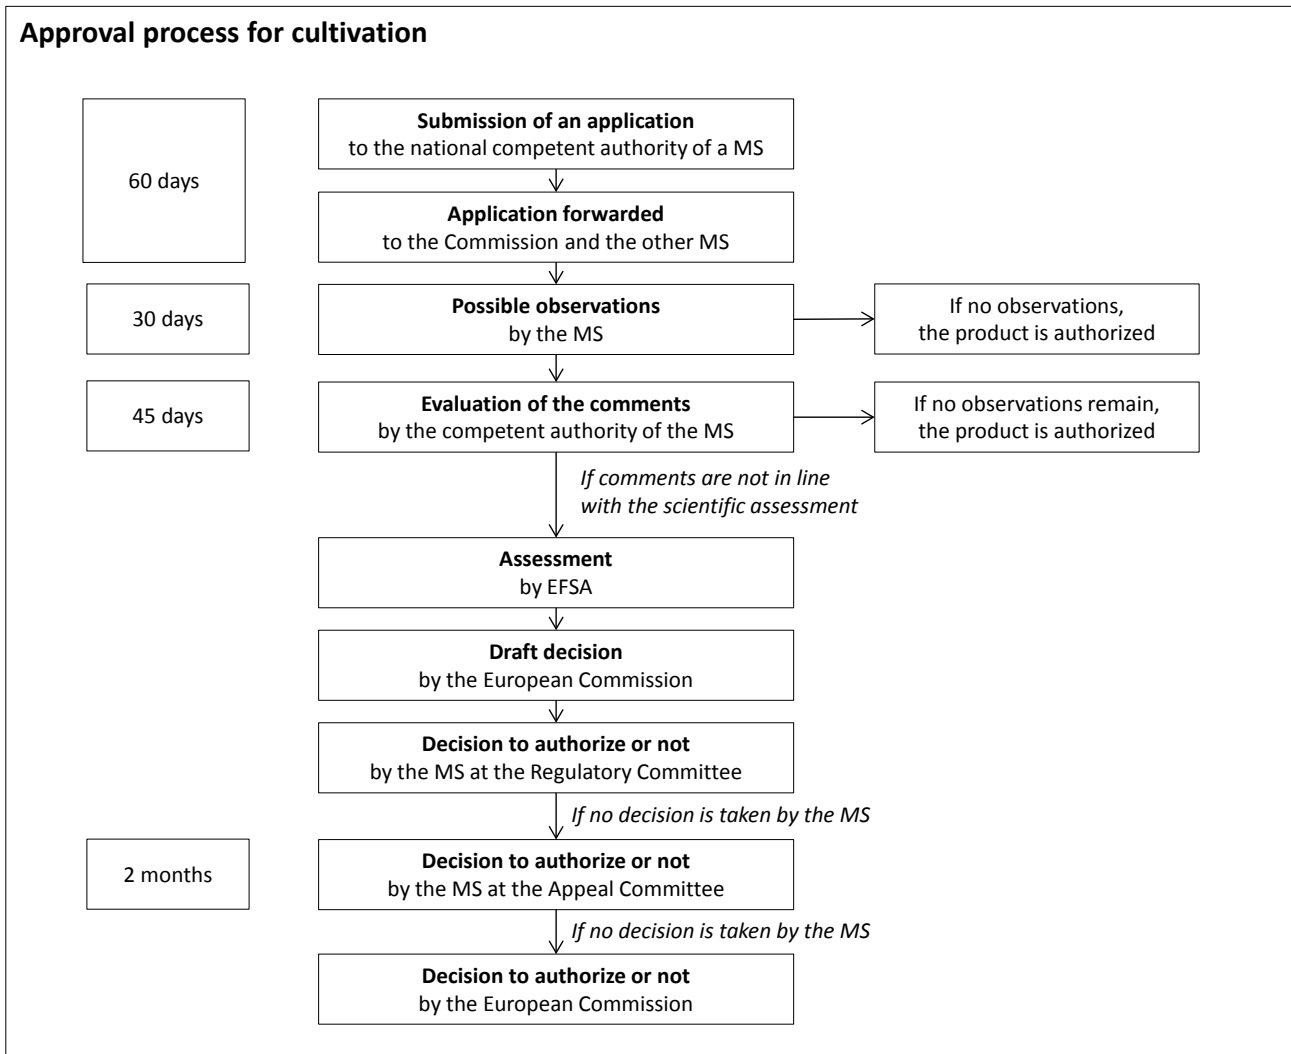 Approval process for cultivation
60 days
Submission of an application
to the national competent authority of a MS
Application forwarded
to the Commission and the other MS
30 days
Possible observations
by the MS
If no observations,
the product is authorized
45 days
Evaluation of the comments
by the competent authority of the MS
If no observations remain,
the product is authorized
If comments are not in line
with the scientific assessment
Assessment
by EFSA
Draft decision
by the European Commission
Decision to authorize or not
by the MS at the Regulatory Committee
If no decision is taken by the MS
2 months
Decision to authorize or not
by the MS at the Appeal Committee
If no decision is taken by the MS
Decision to authorize or not
by the European Commission